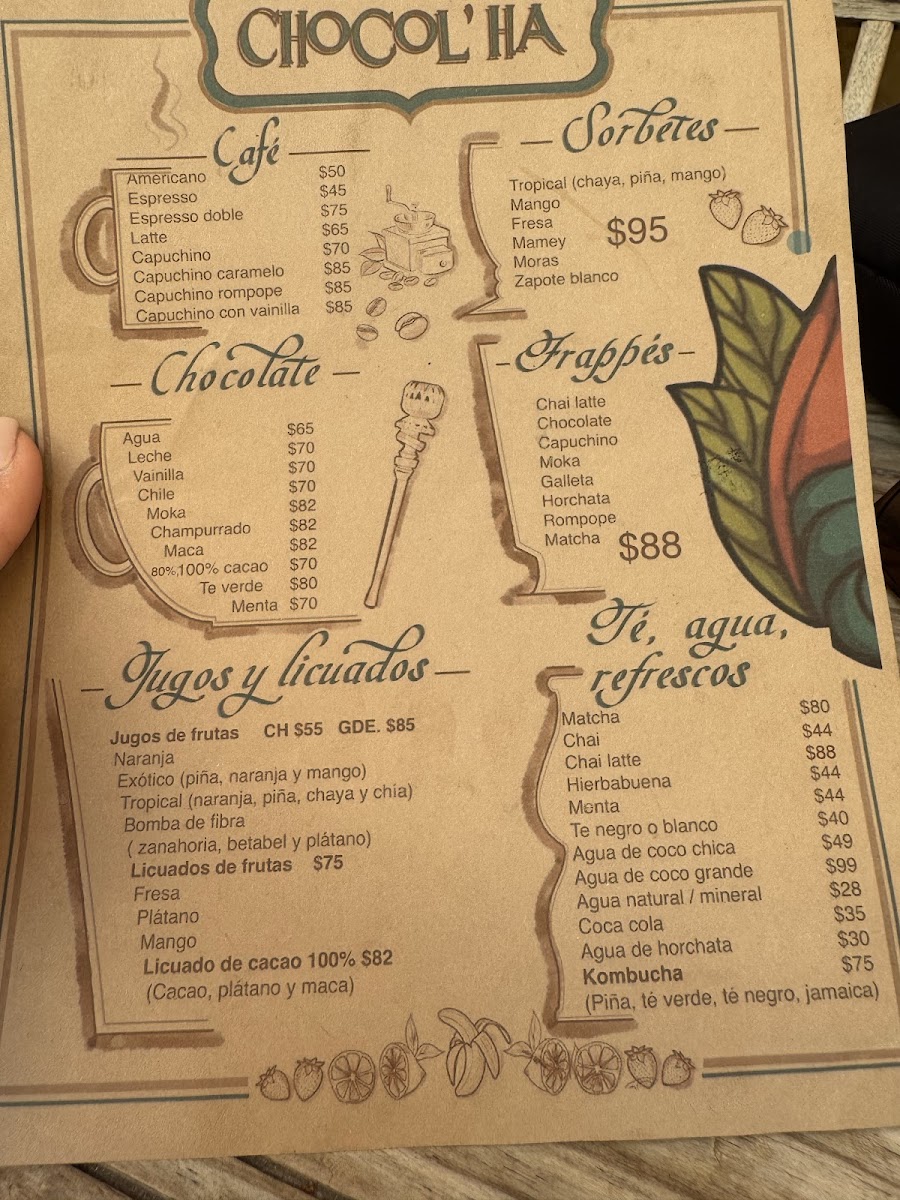 CHOCOL' HA
Café
Americano $50
Espresso $45
Espresso doble $75
Latte $65
Capuchino $70
Capuchino caramelo $85
Capuchino rompope $85
Capuchino con vainilla $85
Chocolate
Agua $65
Leche $70
Vainilla $70
Chile $70
Moka $82
Champurrado $82
Maca $82
80%,100% cacao $70
Te verde $80
Menta $70
Jugos y licuados
Jugos de frutas CH $55 GDE. $85
Naranja
Exótico (piña, naranja y mango)
Tropical (naranja, piña, chaya y chia)
Bomba de fibra
( zanahoria, betabel y plátano)
Licuados de frutas $75
Fresa
Plátano
Mango
Licuado de cacao 100% $82
(Cacao, plátano y maca)
Sorbetes
Tropical (chaya, piña, mango)
Mango
Fresa
Mamey
Moras
Zapote blanco
$95
Frappés
Chai latte
Chocolate
Capuchino
Moka
Galleta
Horchata
Rompope
Matcha
$88
Té, agua,
refrescos
Matcha $80
Chai $44
Chai latte $88
Hierbabuena $44
Menta $44
Te negro o blanco $40
Agua de coco chica $49
Agua de coco grande $99
Agua natural / mineral $28
Coca cola $35
Agua de horchata $30
Kombucha $75
(Piña, té verde, té negro, jamaica)